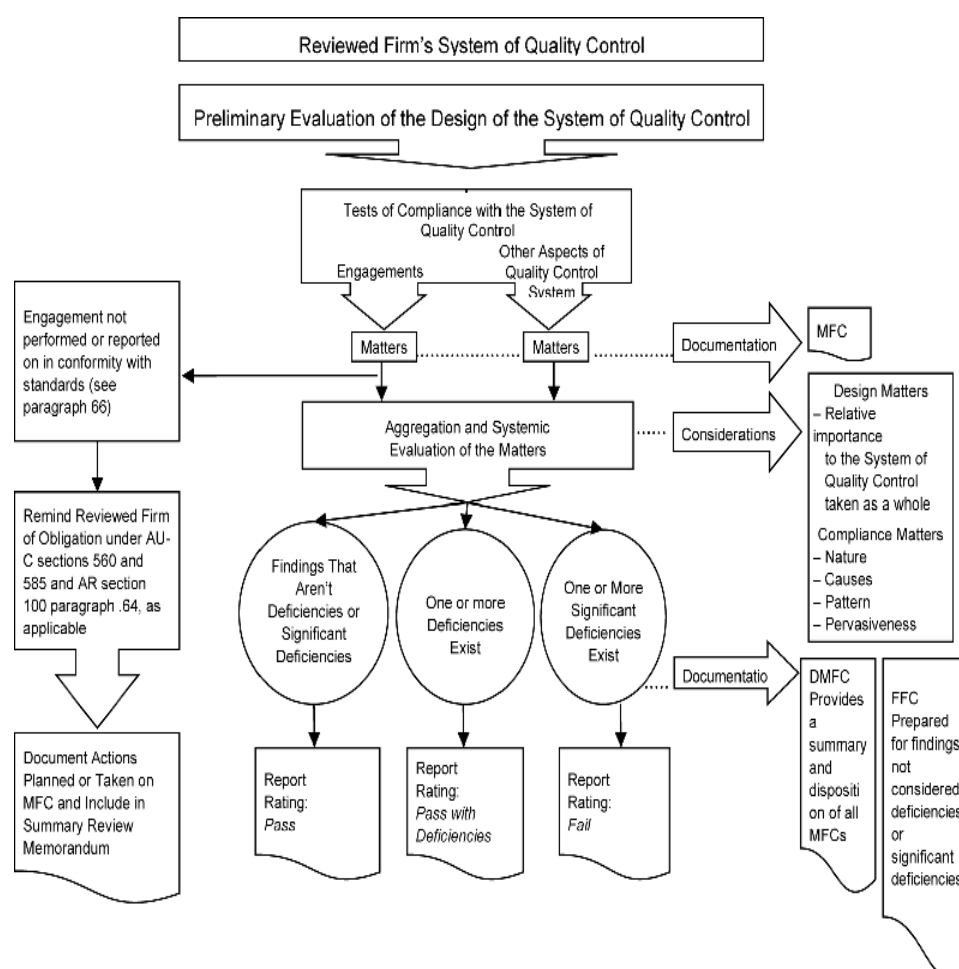 Reviewed Firm's System of Quality Control
Preliminary Evaluation of the Design of the System of Quality Control
Tests of Compliance with the System of
Quality Control
Engagements
Other Aspects of
Quality Control
System
Matters
Matters
Documentation
MFC
Engagement not
performed or reported
on in conformity with
standards (see
paragraph 66)
Aggregation and Systemic
Evaluation of the Matters
Considerations
Design Matters
– Relative
importance
to the System of
Quality Control
taken as a whole
Compliance Matters
– Nature
– Causes
– Pattern
– Pervasiveness
Remind Reviewed Firm
of Obligation under AU-
C sections 560 and
585 and AR section
100 paragraph .64, as
applicable
Findings That
Aren't
Deficiencies or
Significant
Deficiencies
One or more
Deficiencies
Exist
One or More
Significant
Deficiencies
Exist
Documentatio
DMFC
Provides
a
summary
and
dispositi
on of all
MFCs
FFC
Prepared
for findings
not
considered
deficiencies
or
significant
deficiencies
Document Actions
Planned or Taken on
MFC and Include in
Summary Review
Memorandum
Report
Rating:
Pass
Report
Rating:
Pass with
Deficiencies
Report
Rating:
Fail